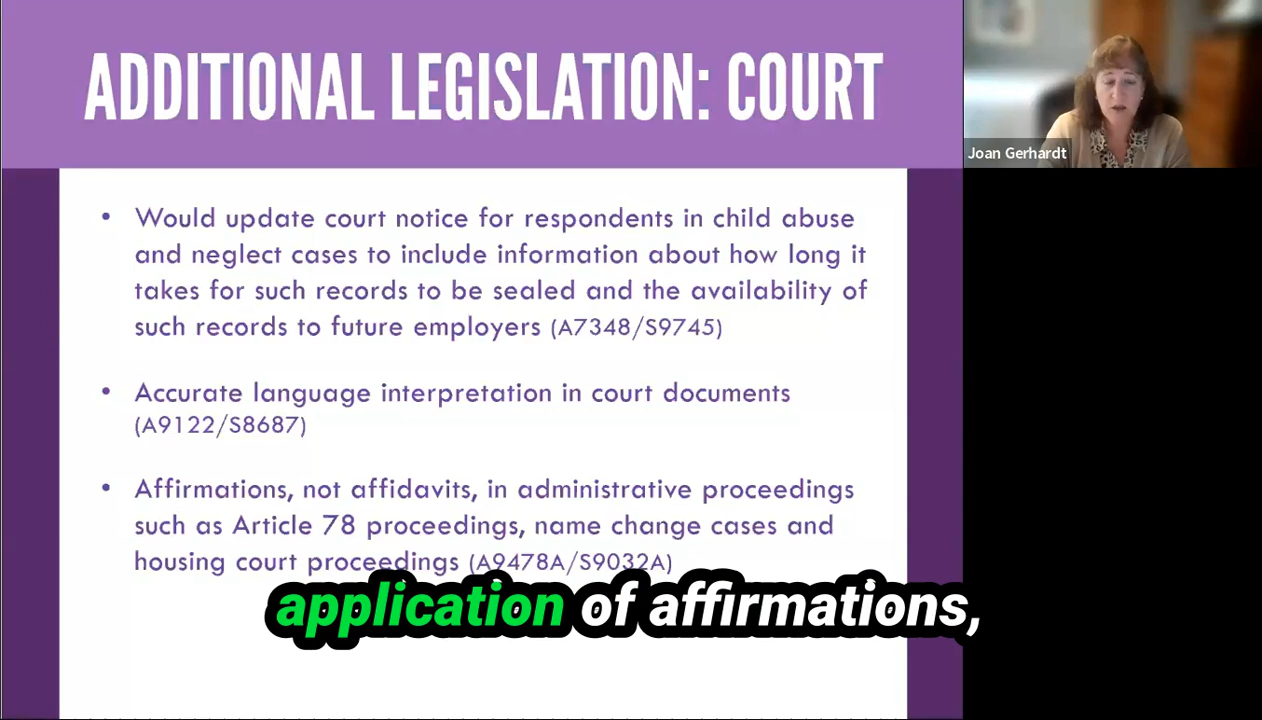 ADDITIONAL LEGISLATION: COURT
Joan Gerhardt
• Would update court notice for respondents in child abuse
and neglect cases to include information about how long it
takes for such records to be sealed and the availability of
such records to future employers (A7348/S9745)
• Accurate language interpretation in court documents
(A9122/S8687)
• Affirmations, not affidavits, in administrative proceedings
such as Article 78 proceedings, name change cases and
housing court proceedings (A9478A/S9032A)
application of affirmations,